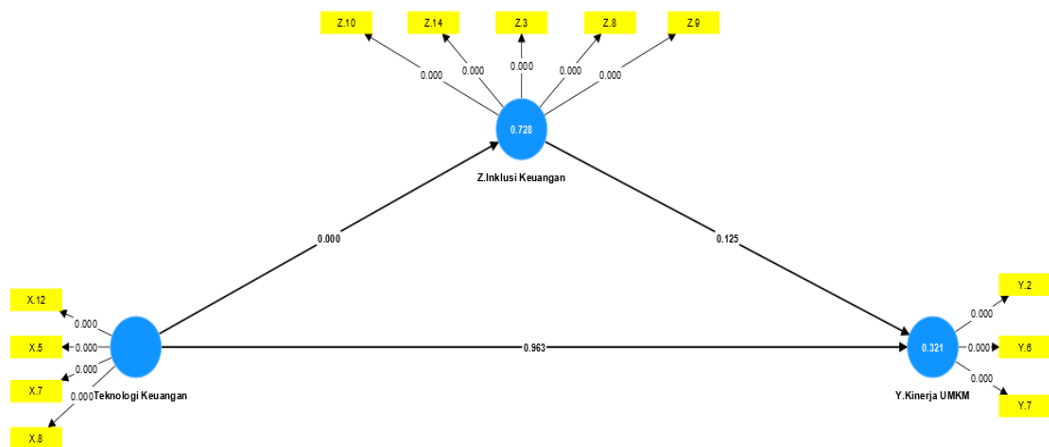 Z.10
Z.14
Z.3
Z.8
Z.9
0.000
0.000
0.000
0.000
0.000
0.728
Z.Inklusi Keuangan
0.000
0.125
X.12
X.5
X.7
X.8
0.000
0.000
0.000
0.000
Teknologi Keuangan
0.963
0.321
Y.Kinerja UMKM
0.000
0.000
0.000
Y.2
Y.6
Y.7